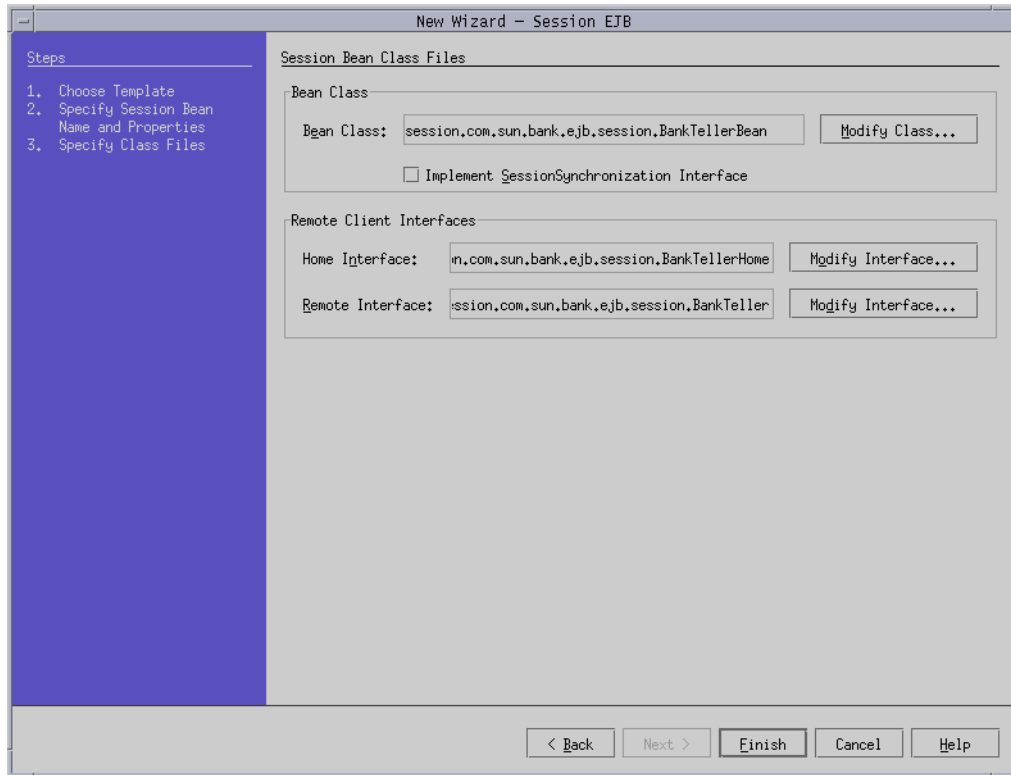 New Wizard – Session EJB
Steps
1. Choose Template
2. Specify Session Bean
Name and Properties
3. Specify Class Files
Session Bean Class Files
Bean Class
Bean Class: session.com.sun.bank.ejb.session.BankTellerBean Modify Class...
Implement SessionSynchronization Interface
Remote Client Interfaces
Home Interface: n.com.sun.bank.ejb.session.BankTellerHome Modify Interface...
Remote Interface: ssion.com.sun.bank.ejb.session.BankTeller Modify Interface...
< Back Next > Finish Cancel Help